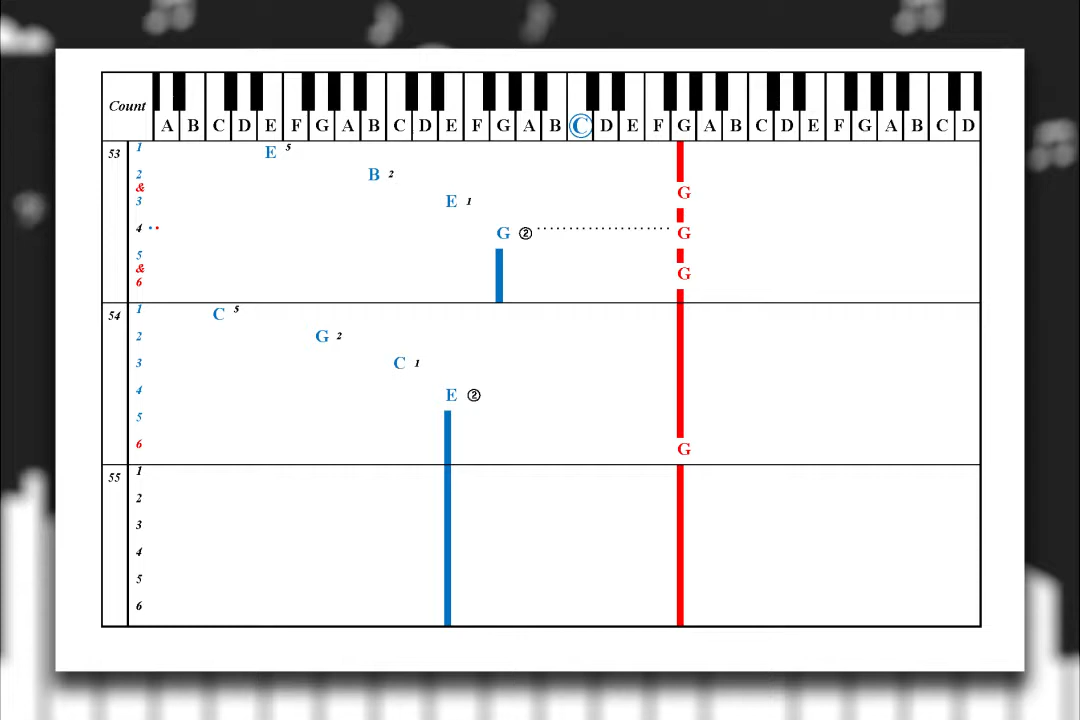 Count A B C D E F G A B C D E F G A B C D E F G A B C D E F G A B C D
53 1 E 5
2 B 2
& G
3 E 1
4 G ② G
5
& G
6
54 1 C 5
2 G 2
3 C 1
4 E ②
5
6 G
55 1
2
3
4
5
6